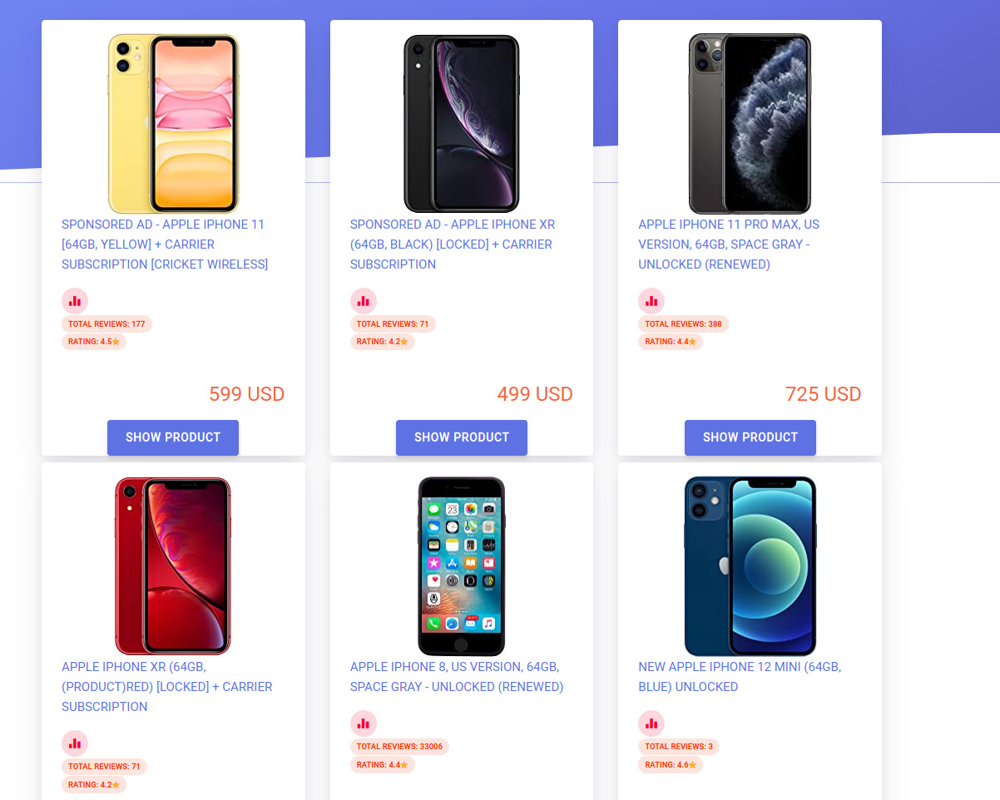 SPONSORED AD - APPLE IPHONE 11
[64GB, YELLOW] + CARRIER
SUBSCRIPTION [CRICKET WIRELESS]
TOTAL REVIEWS: 177
RATING: 4.5⭐
599 USD
SHOW PRODUCT
SPONSORED AD - APPLE IPHONE XR
(64GB, BLACK) [LOCKED] + CARRIER
SUBSCRIPTION
TOTAL REVIEWS: 71
RATING: 4.2⭐
499 USD
SHOW PRODUCT
APPLE IPHONE 11 PRO MAX, US
VERSION, 64GB, SPACE GRAY -
UNLOCKED (RENEWED)
TOTAL REVIEWS: 388
RATING: 4.4⭐
725 USD
SHOW PRODUCT
APPLE IPHONE XR (64GB,
(PRODUCT)RED) [LOCKED] + CARRIER
SUBSCRIPTION
TOTAL REVIEWS: 71
RATING: 4.2⭐
23
APPLE IPHONE 8, US VERSION, 64GB,
SPACE GRAY - UNLOCKED (RENEWED)
TOTAL REVIEWS: 33006
RATING: 4.4⭐
NEW APPLE IPHONE 12 MINI (64GB,
BLUE) UNLOCKED
TOTAL REVIEWS: 3
RATING: 4.6⭐